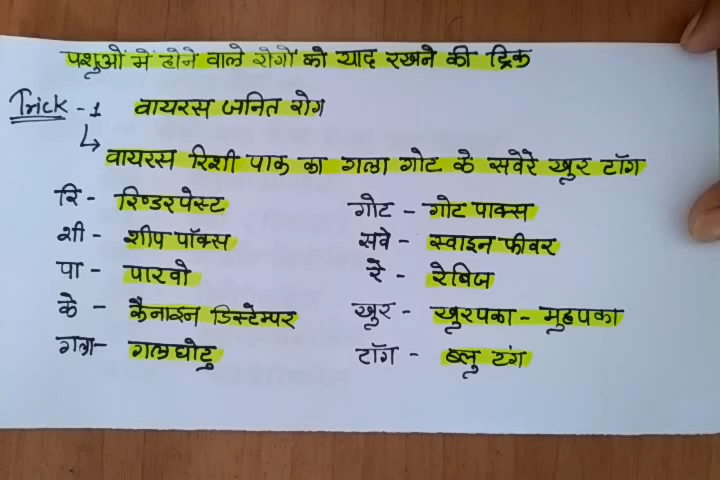 पशुओं में होने वाले रोगों को याद रखने की ट्रिक
Trick - 1 वायरस जनित रोग
वायरस रिशी पाक का गला गोट के सवेरे खुर टॉग
रि - रिण्डरपेस्ट
शी - शीप पॉक्स
पा - पारवो
के - कैनाइन डिस्टेम्पर
गला - गलघोटु
गोट - गोट पाक्स
सवे - स्वाइन फीवर
रे - रेबिज
खुर - खुरपका - मुहपका
टॉग - ब्लु टंग